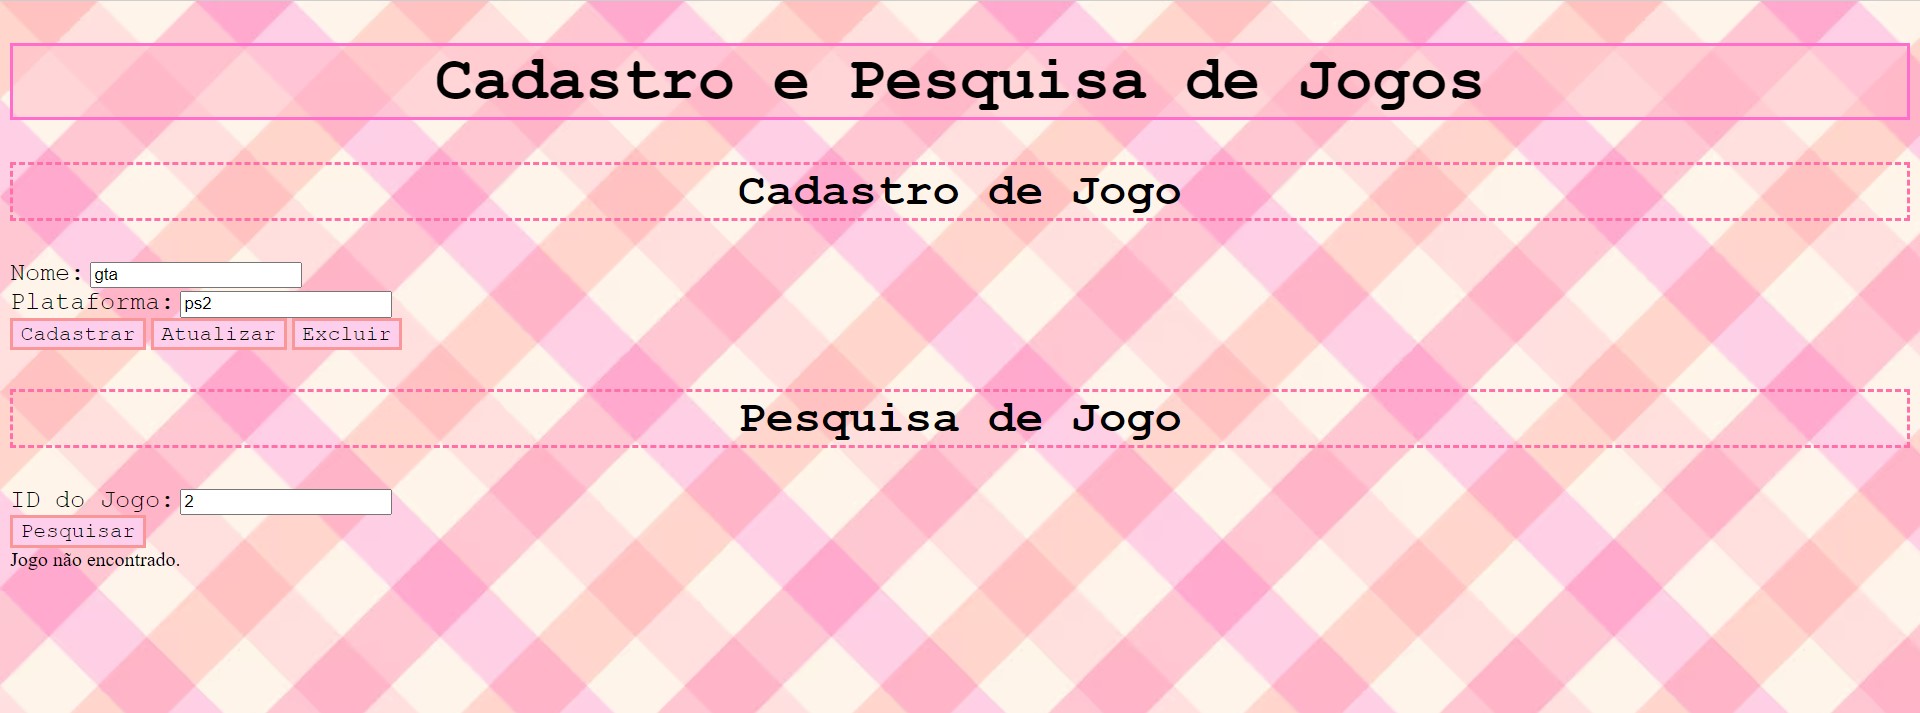 Cadastro e Pesquisa de Jogos
Cadastro de Jogo
Nome: gta
Plataforma: ps2
Cadastrar Atualizar Excluir
Pesquisa de Jogo
ID do Jogo: 2
Pesquisar
Jogo não encontrado.